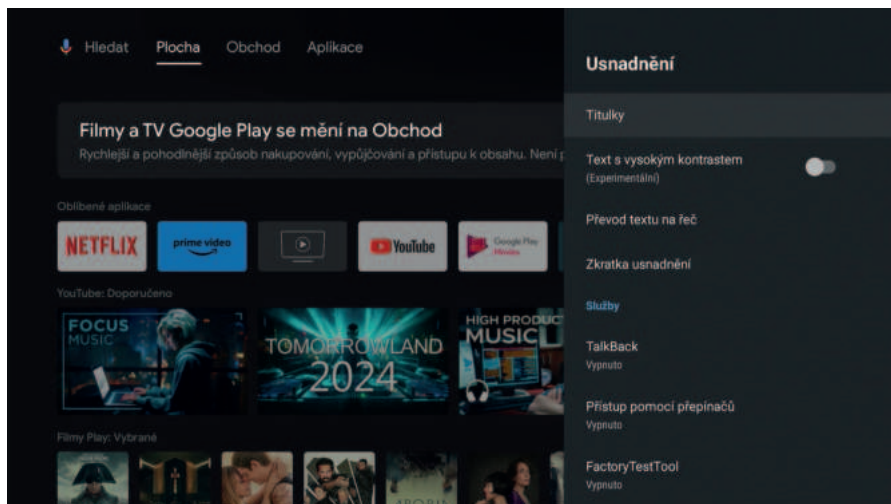 Hledat Plocha Obchod Aplikace
Filmy a TV Google Play se mění na Obchod
Rychlejší a pohodlnější způsob nakupování, vypůjčování a přístupu k obsahu. Není
Oblíbené aplikace
NETFLIX
prime video
YouTube
Google Play
Movies
YouTube: Doporučeno
FOCUS
MUSIC
TOMORROWLAND
2024
HIGH PRODUC
MUSIC
Filmy Play: Vybrané
Usnadnění
Titulky
Text s vysokým kontrastem
(Experimentální)
Převod textu na řeč
Zkratka usnadnění
Služby
TalkBack
Vypnuto
Přístup pomocí přepínačů
Vypnuto
FactoryTestTool
Vypnuto